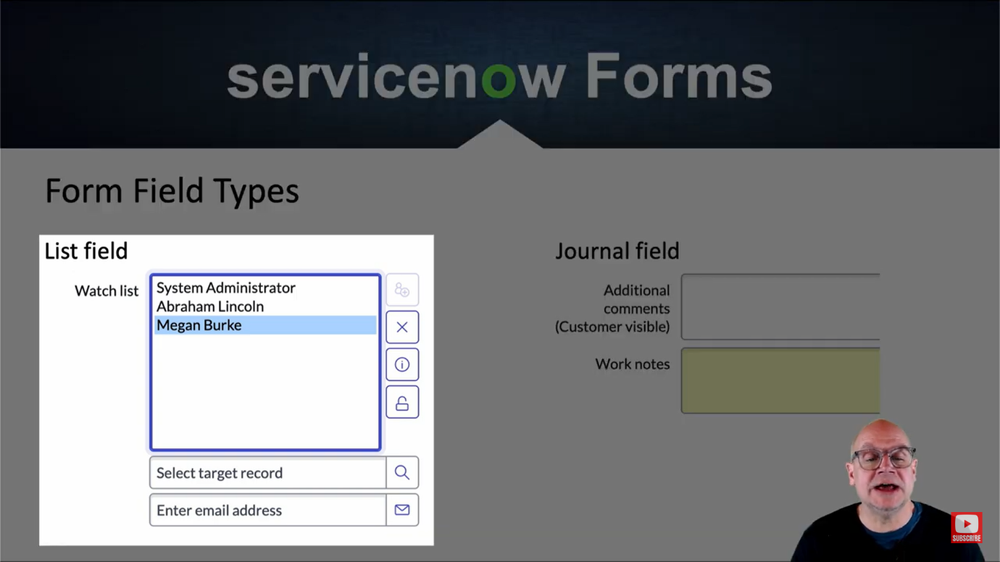 servicenow Forms
Form Field Types
List field
Watch list
System Administrator
Abraham Lincoln
Megan Burke
Select target record
Enter email address
Journal field
Additional
comments
(Customer visible)
Work notes
SUBSCRIBE